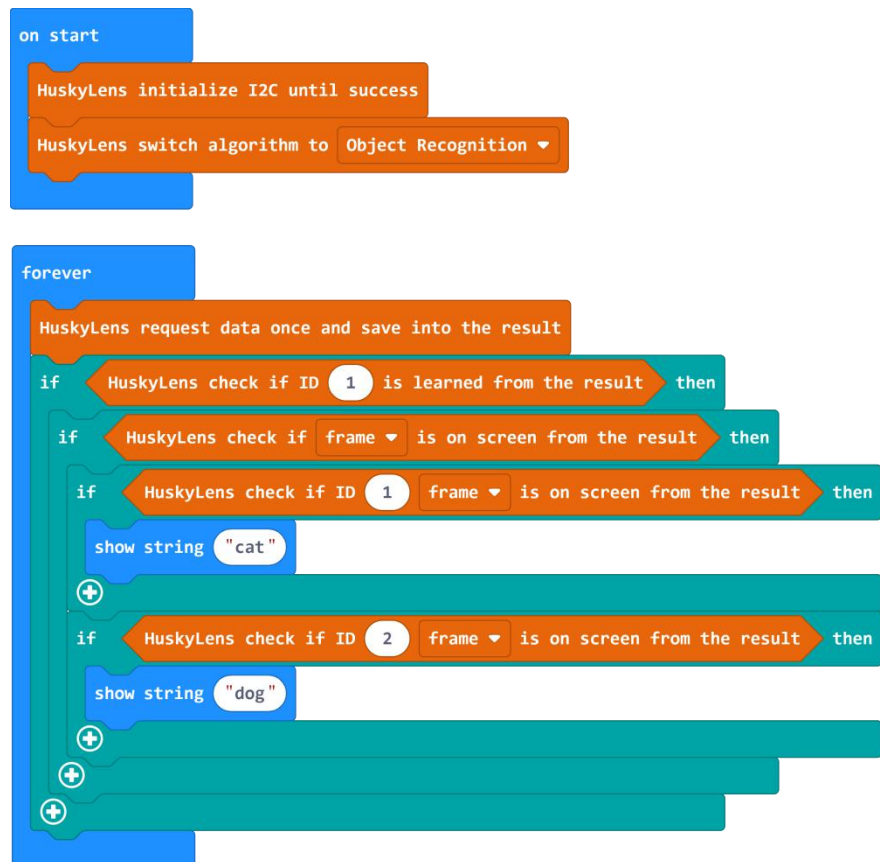 on start
HuskyLens initialize I2C until success
HuskyLens switch algorithm to Object Recognition
forever
HuskyLens request data once and save into the result
if HuskyLens check if ID 1 is learned from the result then
if HuskyLens check if frame is on screen from the result then
if HuskyLens check if ID 1 frame is on screen from the result then
show string "cat"
if HuskyLens check if ID 2 frame is on screen from the result then
show string "dog"